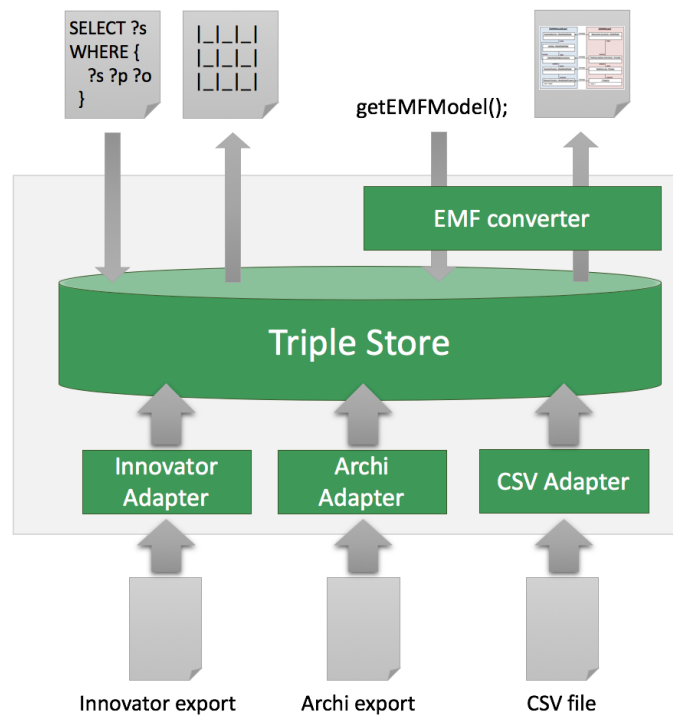 SELECT ?s
WHERE {
?s ?p ?o
}
|_|_|_|
|_|_|_|
|_|_|_|
getEMFModel();
EMF converter
Triple Store
Innovator
Adapter
Archi
Adapter
CSV Adapter
Innovator export
Archi export
CSV file